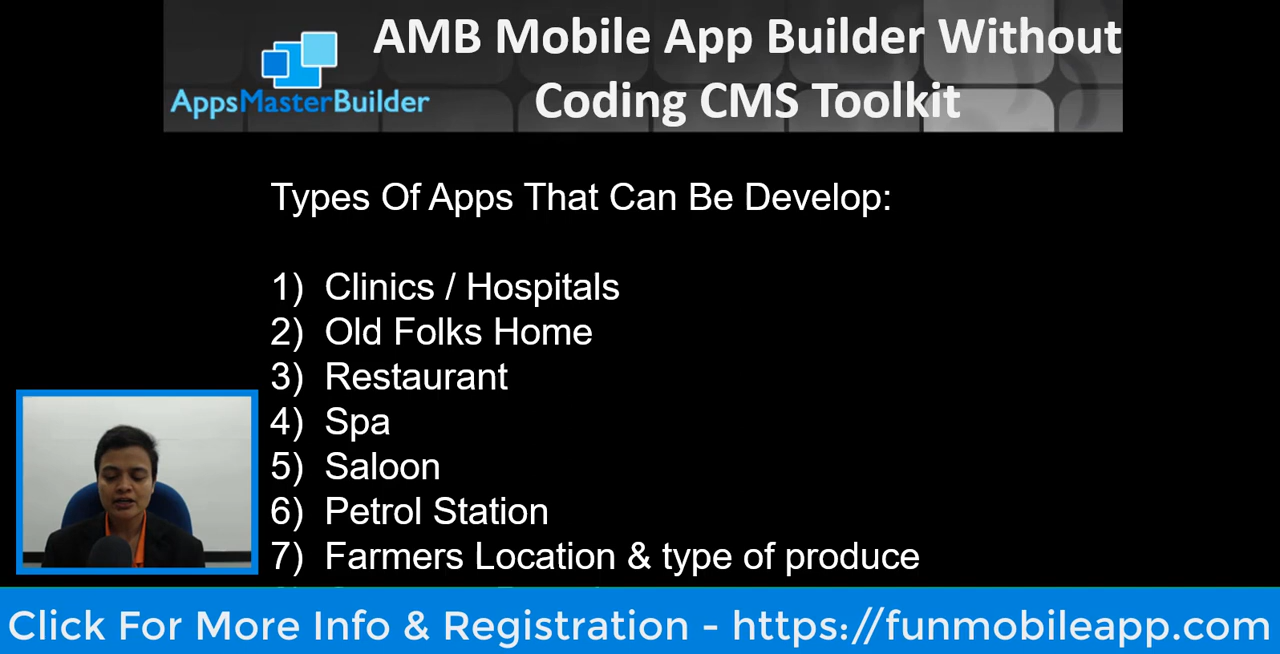 AMB Mobile App Builder Without
Coding CMS Toolkit
AppsMasterBuilder
Types Of Apps That Can Be Develop:
1) Clinics / Hospitals
2) Old Folks Home
3) Restaurant
4) Spa
5) Saloon
6) Petrol Station
7) Farmers Location & type of produce
Click For More Info & Registration - https://funmobileapp.com